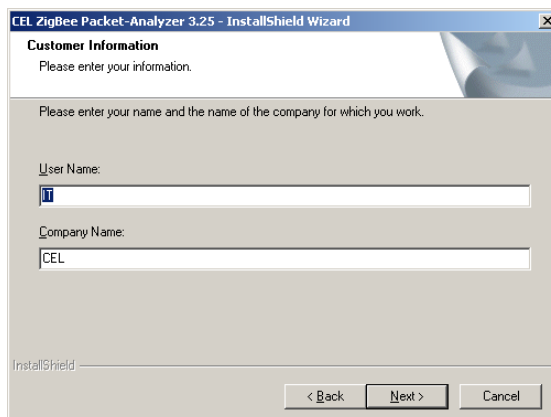 CEL ZigBee Packet-Analyzer 3.25 - InstallShield Wizard
Customer Information
Please enter your information.
Please enter your name and the name of the company for which you work.
User Name:
IT
Company Name:
CEL
InstallShield
< Back Next > Cancel